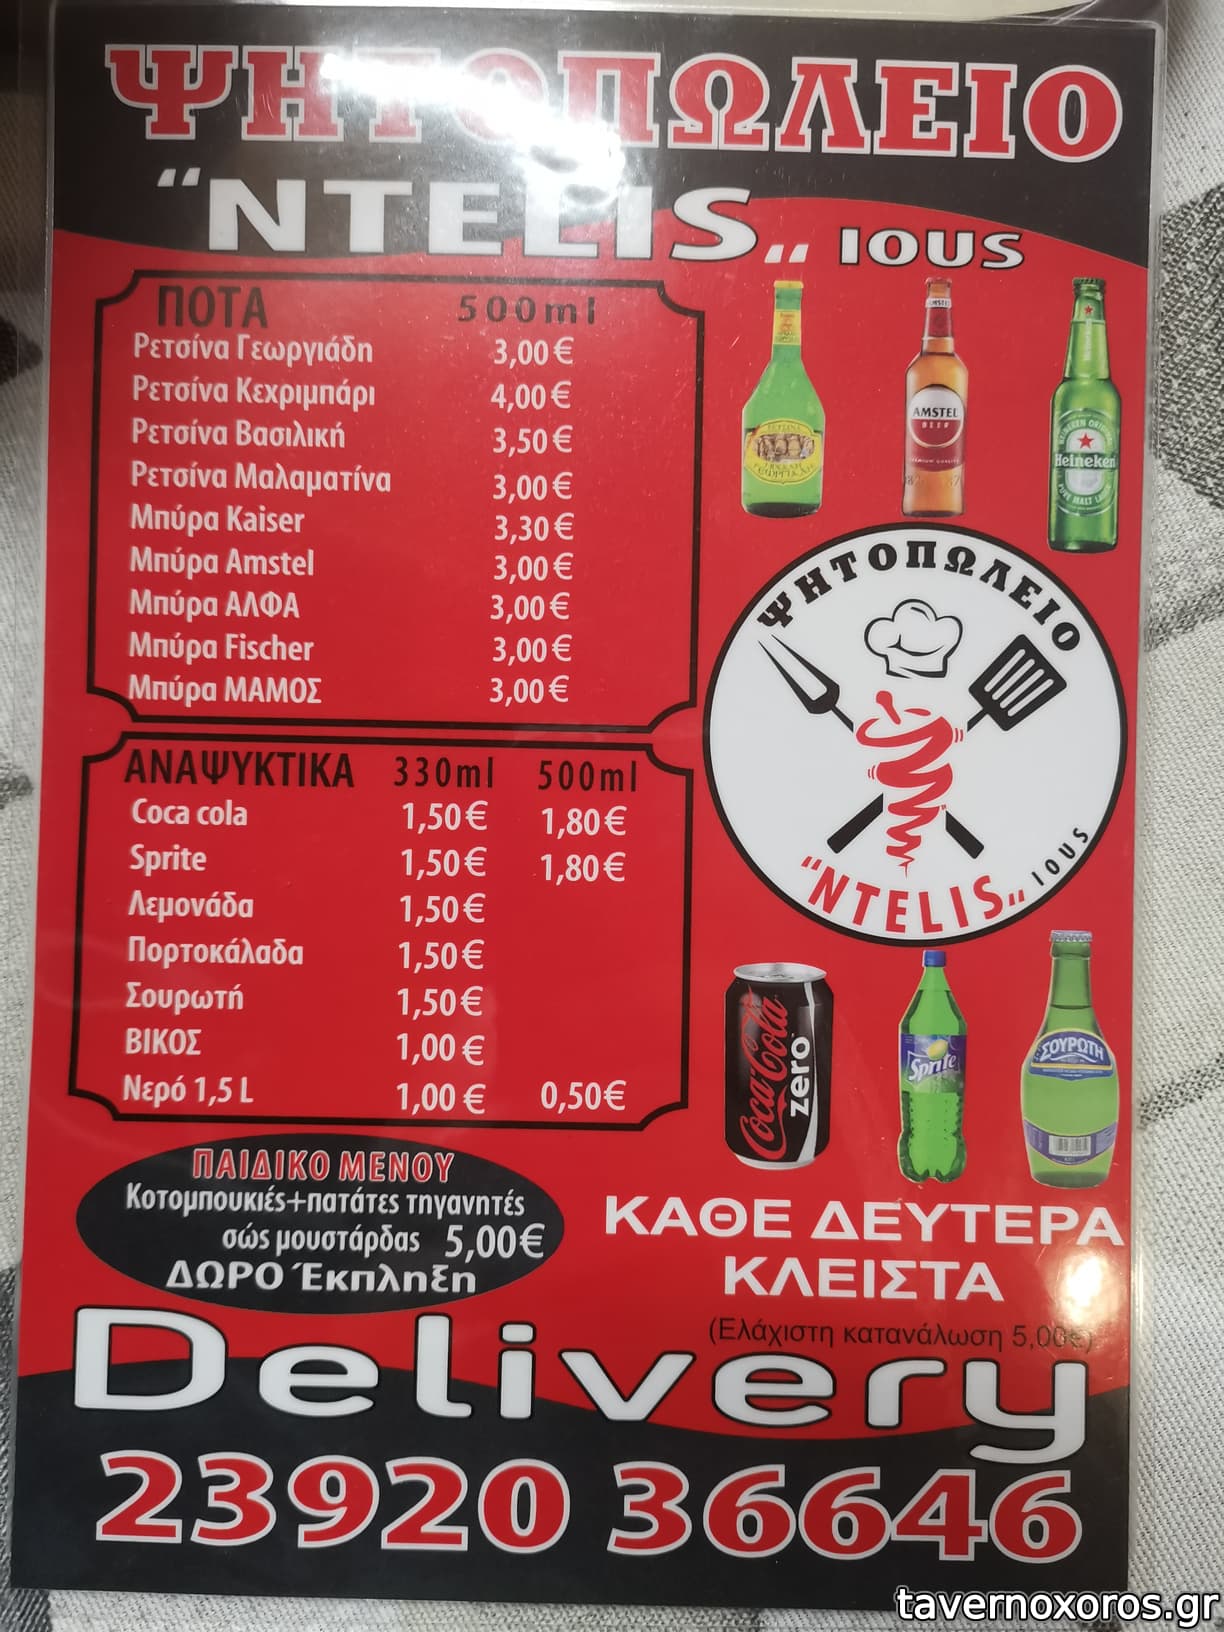 ΨΗΤΟΠΩΛΕΙΟ
“NTELIS„ IOUS
ΠΟΤΑ 500ml
Ρετσίνα Γεωργιάδη 3,00€
Ρετσίνα Κεχριμπάρι 4,00€
Ρετσίνα Βασιλική 3,50€
Ρετσίνα Μαλαματίνα 3,00€
Μπύρα Kaiser 3,30€
Μπύρα Amstel 3,00€
Μπύρα ΑΛΦΑ 3,00€
Μπύρα Fischer 3,00€
Μπύρα ΜΑΜΟΣ 3,00€
AMSTEL
BEER
Heineken
ΨΗΤΟΠΩΛΕΙΟ
“NTELIS„ IOUS
ΑΝΑΨΥΚΤΙΚΑ 330ml 500ml
Coca cola 1,50€ 1,80€
Sprite 1,50€ 1,80€
Λεμονάδα 1,50€
Πορτοκάλαδα 1,50€
Σουρωτή 1,50€
ΒΙΚΟΣ 1,00€
Νερό 1,5 L 1,00€ 0,50€
Coca-Cola
zero
Sprite
ΣΟΥΡΩΤΗ
ΠΑΙΔΙΚΟ ΜΕΝΟΥ
Κοτομπουκιές+πατάτες τηγανητές
σώς μουστάρδας 5,00€
ΔΩΡΟ Έκπληξη
ΚΑΘΕ ΔΕΥΤΕΡΑ
ΚΛΕΙΣΤΑ
(Ελάχιστη κατανάλωση 5,00€)
Delivery
23920 36646
tavernoxoros.gr